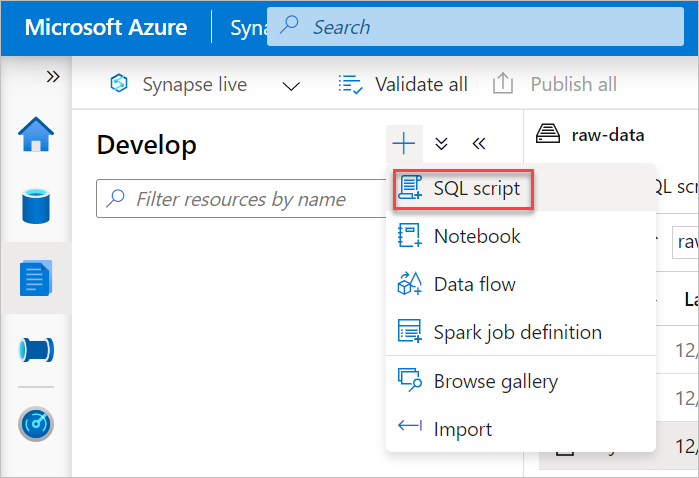 Microsoft Azure
Syna
Search
Synapse live
Validate all
Publish all
Develop
raw-data
Filter resources by name
SQL script
QL scr
Notebook
raw
Data flow
La
Spark job definition
12/
Browse gallery
12/
Import
12/